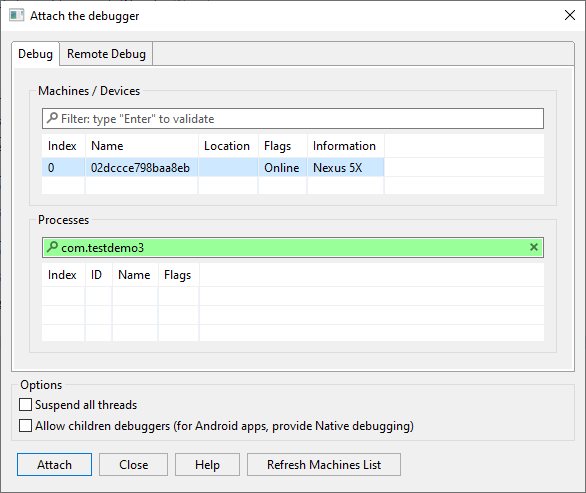 Attach the debugger
Debug Remote Debug
Machines / Devices
Filter: type "Enter" to validate
Index Name Location Flags Information
0 02dccce798baa8eb Online Nexus 5X
Processes
com.testdemo3
Index ID Name Flags
Options
Suspend all threads
Allow children debuggers (for Android apps, provide Native debugging)
Attach Close Help Refresh Machines List